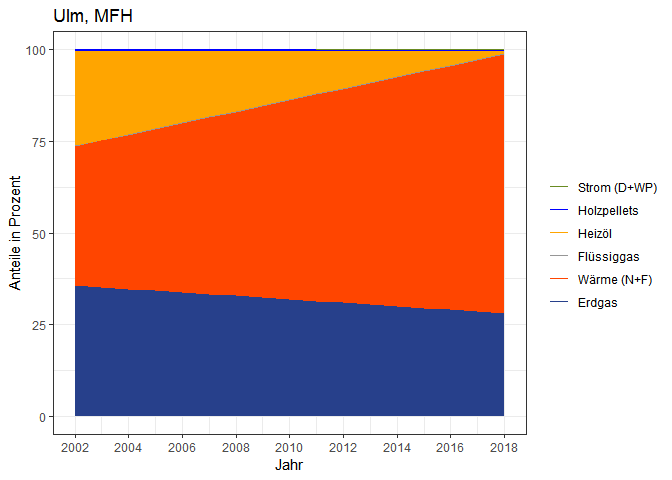 Ulm, MFH
100
75
50
25
0
Anteile in Prozent
2002 2004 2006 2008 2010 2012 2014 2016 2018
Jahr
Strom (D+WP)
Holzpellets
Heizöl
Flüssiggas
Wärme (N+F)
Erdgas